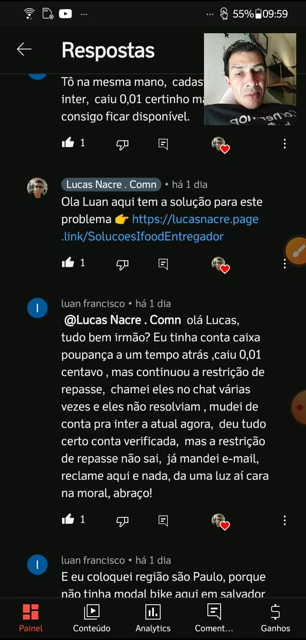 55% 09:59
Respostas
Tô na mesma mano, cadast
inter, caiu 0,01 certinho ma
consigo ficar disponível.
1
Lucas Nacre . Comn • há 1 dia
Ola Luan aqui tem a solução para este
problema 👉 https://lucasnacre.page
.link/SolucoesIfoodEntregador
1
I
luan francisco • há 1 dia
@Lucas Nacre . Comn olá Lucas,
tudo bem irmão? Eu tinha conta caixa
poupança a um tempo atrás ,caiu 0,01
centavo , mas continuou a restrição de
repasse, chamei eles no chat várias
vezes e eles não resolviam , mudei de
conta pra inter a atual agora, deu tudo
certo conta verificada, mas a restrição
de repasse não sai, já mandei e-mail,
reclame aqui e nada, da uma luz aí cara
na moral, abraço!
1
I
luan francisco • há 1 dia
E eu coloquei região são Paulo, porque
não tinha modal bike aqui em salvador
Painel Conteúdo Analytics Coment... Ganhos